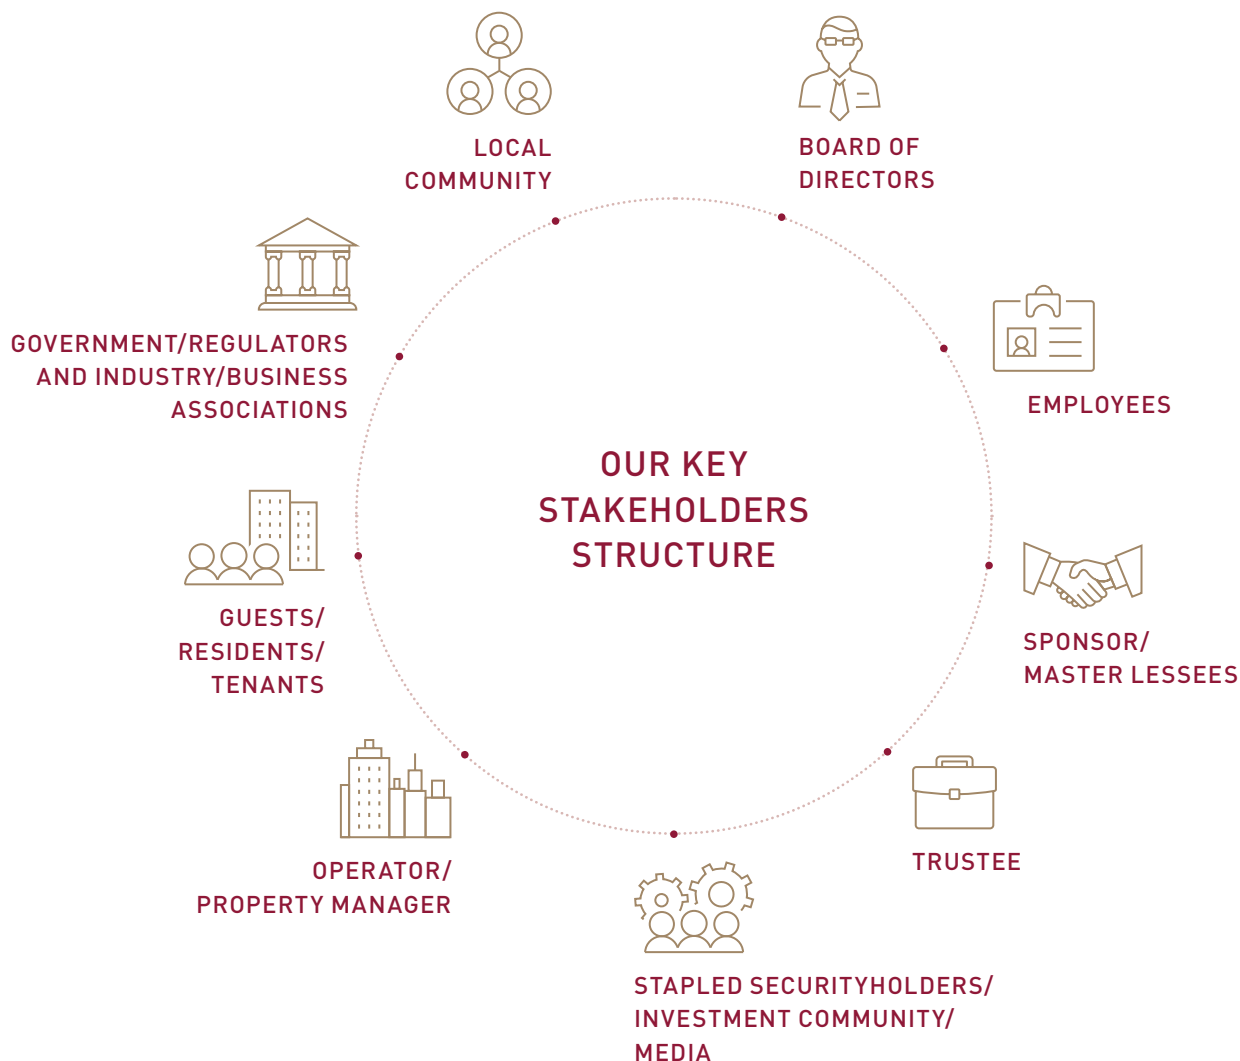 LOCAL
COMMUNITY
BOARD OF
DIRECTORS
GOVERNMENT/REGULATORS
AND INDUSTRY/BUSINESS
ASSOCIATIONS
EMPLOYEES
OUR KEY
STAKEHOLDERS
STRUCTURE
GUESTS/
RESIDENTS/
TENANTS
SPONSOR/
MASTER LESSEES
OPERATOR/
PROPERTY MANAGER
TRUSTEE
STAPLED SECURITYHOLDERS/
INVESTMENT COMMUNITY/
MEDIA